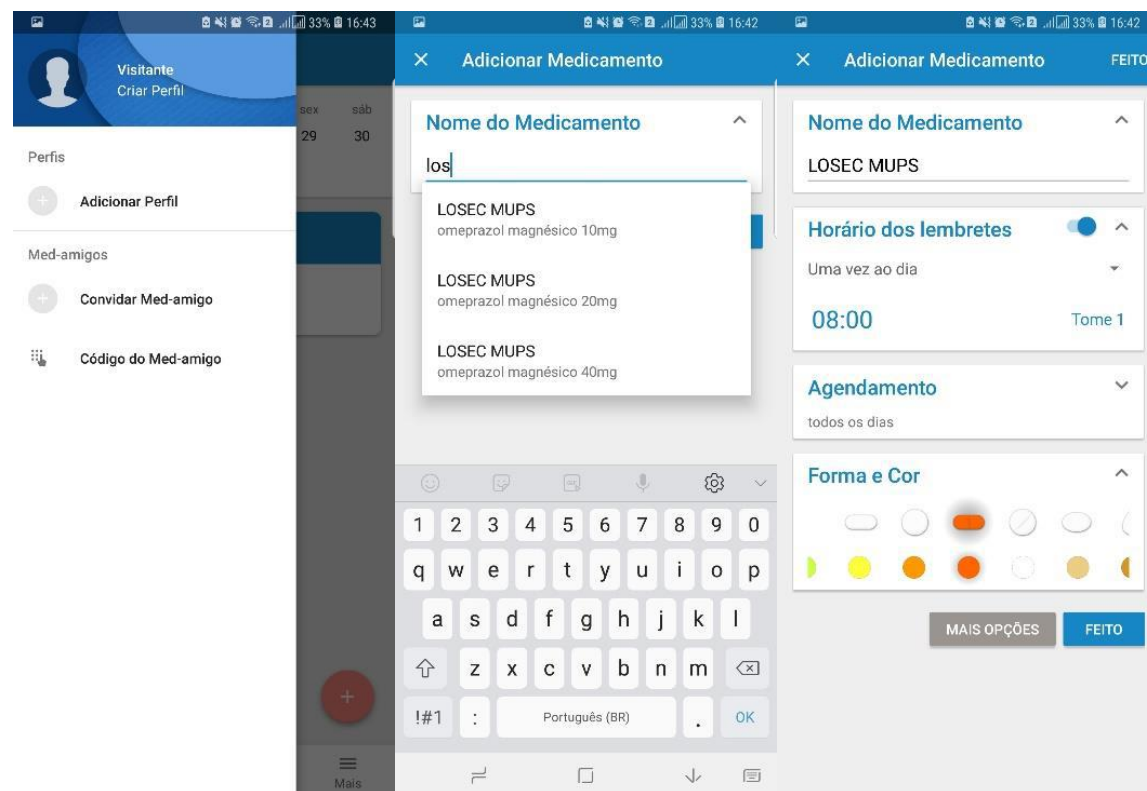 33% 16:43
Visitante
Criar Perfil
sex sáb
29 30
Perfis
Adicionar Perfil
Med-amigos
Convidar Med-amigo
Código do Med-amigo
Mais
33% 16:42
Adicionar Medicamento
Nome do Medicamento
los
LOSEC MUPS
omeprazol magnésico 10mg
LOSEC MUPS
omeprazol magnésico 20mg
LOSEC MUPS
omeprazol magnésico 40mg
1 2 3 4 5 6 7 8 9 0
q w e r t y u i o p
a s d f g h j k l
z x c v b n m
!#1 : Português (BR) . OK
33% 16:42
Adicionar Medicamento FEITO
Nome do Medicamento
LOSEC MUPS
Horário dos lembretes
Uma vez ao dia
08:00 Tome 1
Agendamento
todos os dias
Forma e Cor
MAIS OPÇÕES FEITO